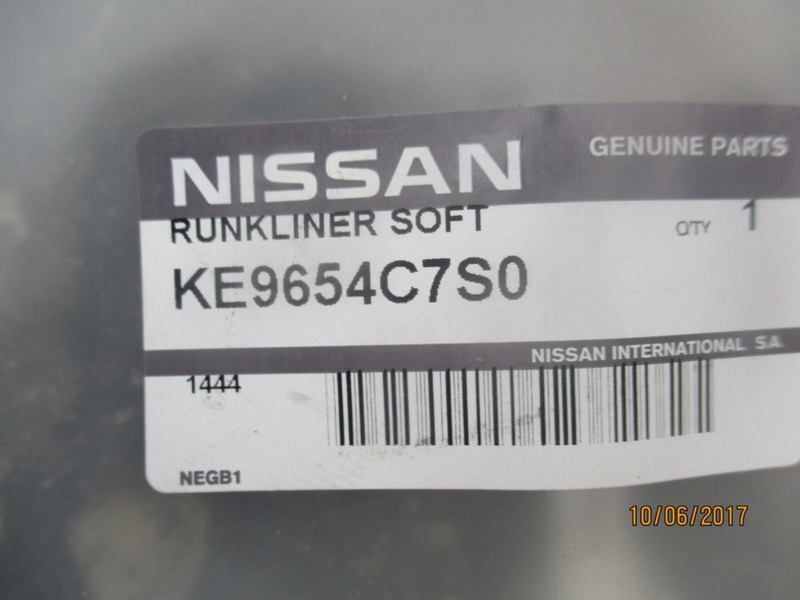 NISSAN GENUINE PARTS
RUNKLINER SOFT Q'TY 1
KE9654C7S0
NISSAN INTERNATIONAL S.A.
1444
NEGB1
10/06/2017